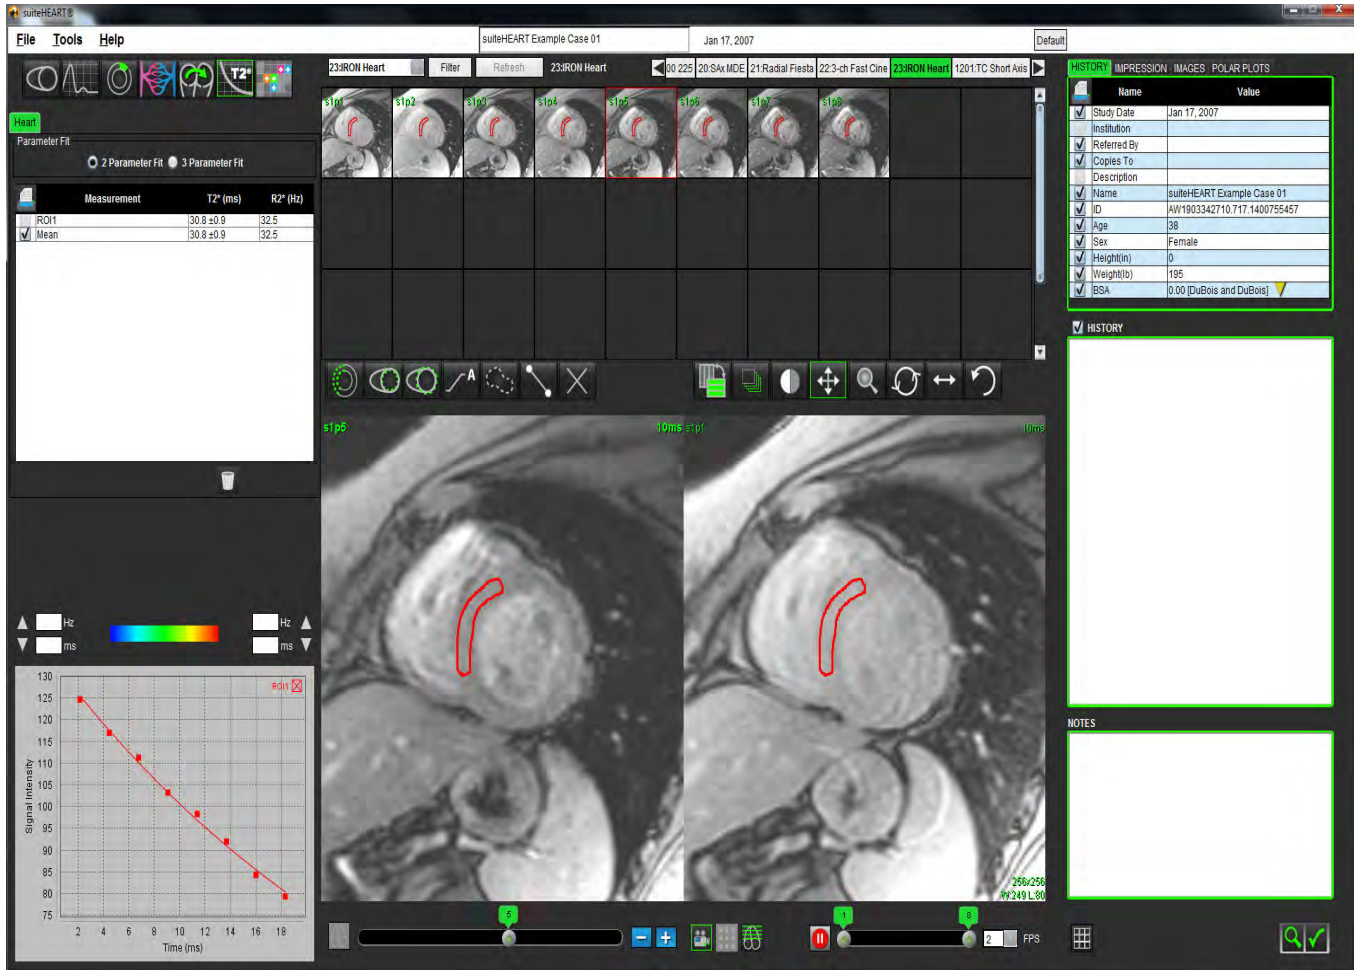 suiteHEART®
File Tools Help
suiteHEART Example Case 01
Jan 17, 2007
Default
T2*
23:IRON Heart
Filter
Refresh
23:IRON Heart
00 225
20:SAx MDE
21:Radial Fiesta
22:3-ch Fast Cine
23:IRON Heart
1201:TC Short Axis
HISTORY IMPRESSION IMAGES POLAR PLOTS
Heart
Parameter Fit
2 Parameter Fit 3 Parameter Fit
Measurement T2* (ms) R2* (Hz)
ROI1 30.8 ±0.9 32.5
Mean 30.8 ±0.9 32.5
s1p1 s1p2 s1p3 s1p4 s1p5 s1p6 s1p7 s1p8
Name Value
Study Date Jan 17, 2007
Institution
Referred By
Copies To
Description
Name suiteHEART Example Case 01
ID AW1903342710.717.1400755457
Age 38
Sex Female
Height(in) 0
Weight(lb) 195
BSA 0.00 [DuBois and DuBois]
HISTORY
A
s1p5 10ms
s1p1 10ms
Hz Hz
ms ms
130
125
120
115
110
105
100
95
90
85
80
75
Signal Intensity
ROI1
2 4 6 8 10 12 14 16 18
Time (ms)
256x256
W:249 L:80
5
1 8
2 FPS
NOTES